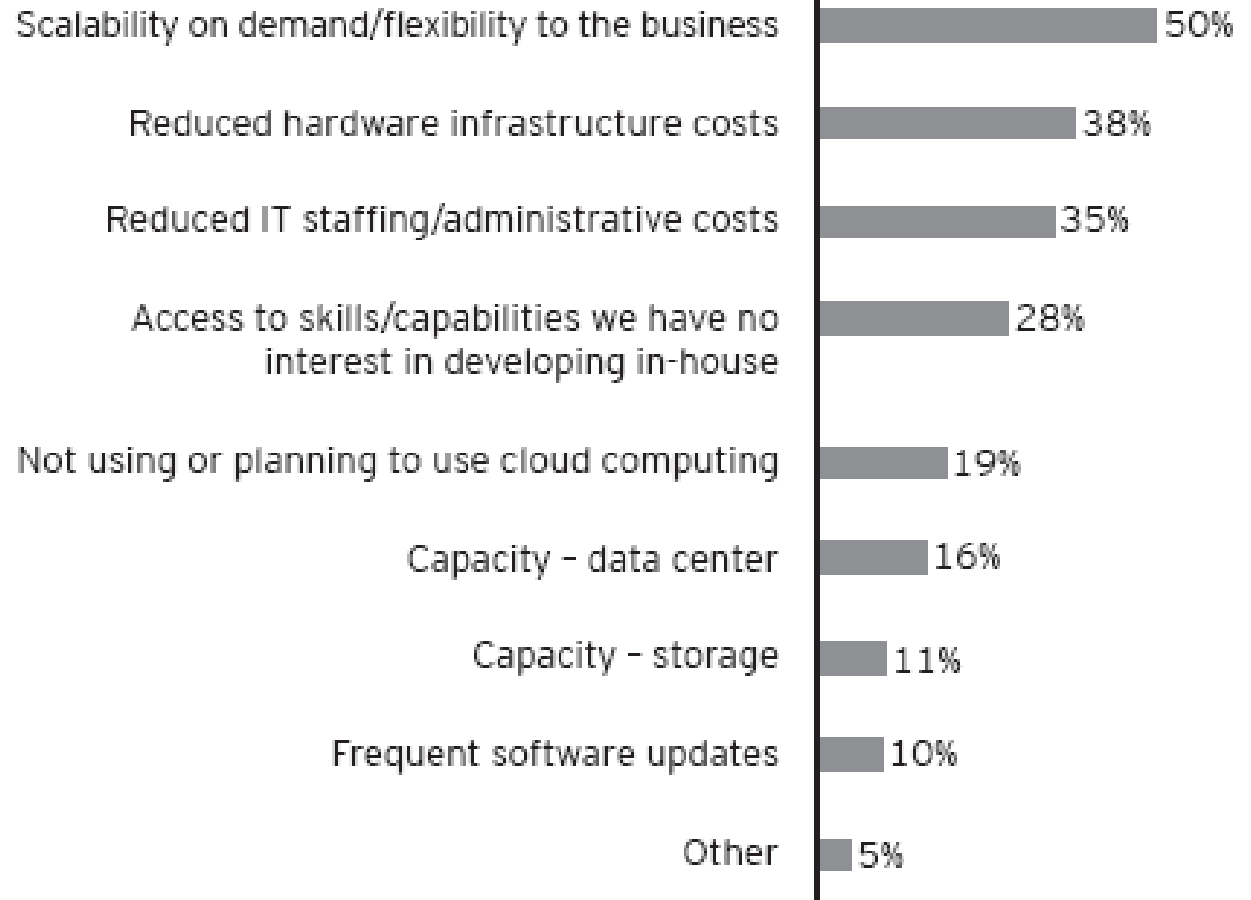 Scalability on demand/flexibility to the business 50%
Reduced hardware infrastructure costs 38%
Reduced IT staffing/administrative costs 35%
Access to skills/capabilities we have no 28%
interest in developing in-house
Not using or planning to use cloud computing 19%
Capacity – data center 16%
Capacity – storage 11%
Frequent software updates 10%
Other 5%